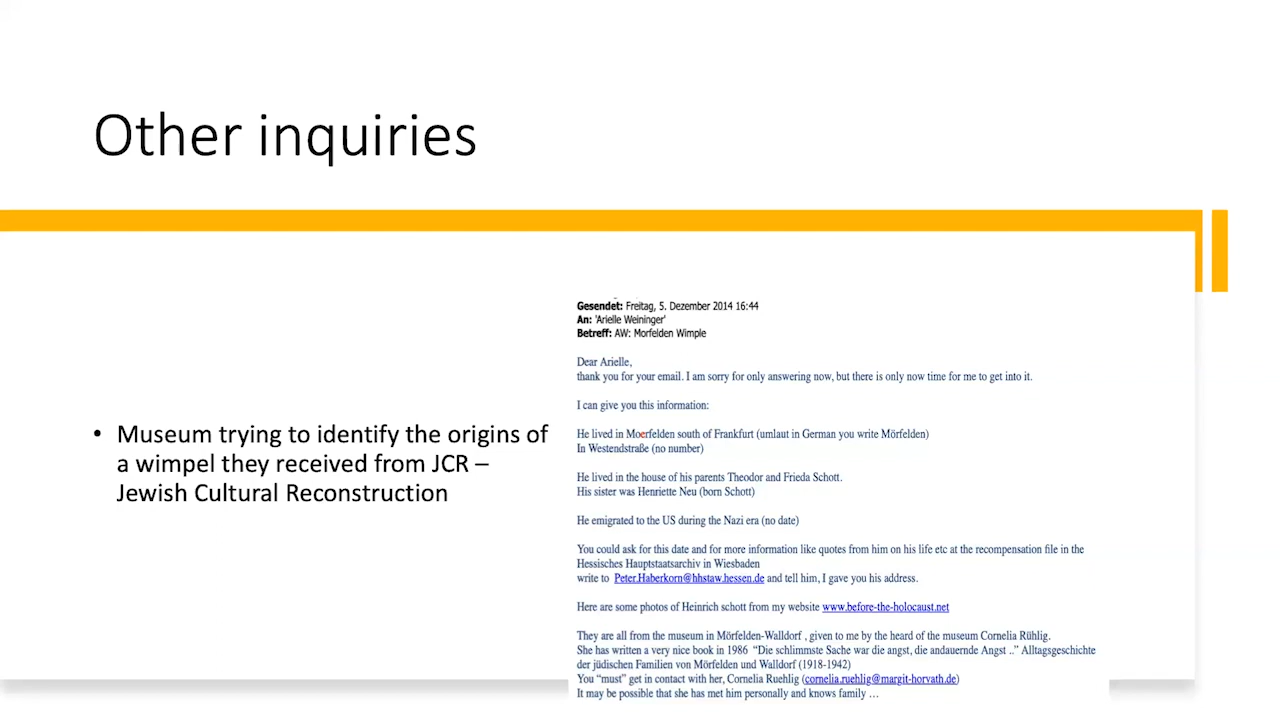 Other inquiries
• Museum trying to identify the origins of
a wimpel they received from JCR –
Jewish Cultural Reconstruction
Gesendet: Freitag, 5. Dezember 2014 16:44
An: 'Arielle Weininger'
Betreff: AW: Morfelden Wimple
Dear Arielle,
thank you for your email. I am sorry for only answering now, but there is only now time for me to get into it.
I can give you this information:
He lived in Moerfelden south of Frankfurt (umlaut in German you write Mörfelden)
In Westendstraße (no number)
He lived in the house of his parents Theodor and Frieda Schott.
His sister was Henriette Neu (born Schott)
He emigrated to the US during the Nazi era (no date)
You could ask for this date and for more information like quotes from him on his life etc at the recompensation file in the
Hessisches Hauptstaatsarchiv in Wiesbaden
write to Peter.Haberkorn@hhstaw.hessen.de and tell him, I gave you his address.
Here are some photos of Heinrich schott from my website www.before-the-holocaust.net
They are all from the museum in Mörfelden-Walldorf , given to me by the heard of the museum Cornelia Rühlig.
She has written a very nice book in 1986 “Die schlimmste Sache war die angst, die andauernde Angst ..” Alltagsgeschichte
der jüdischen Familien von Mörfelden und Walldorf (1918-1942)
You “must” get in contact with her, Cornelia Ruehlig (cornelia.ruehlig@margit-horvath.de)
It may be possible that she has met him personally and knows family …